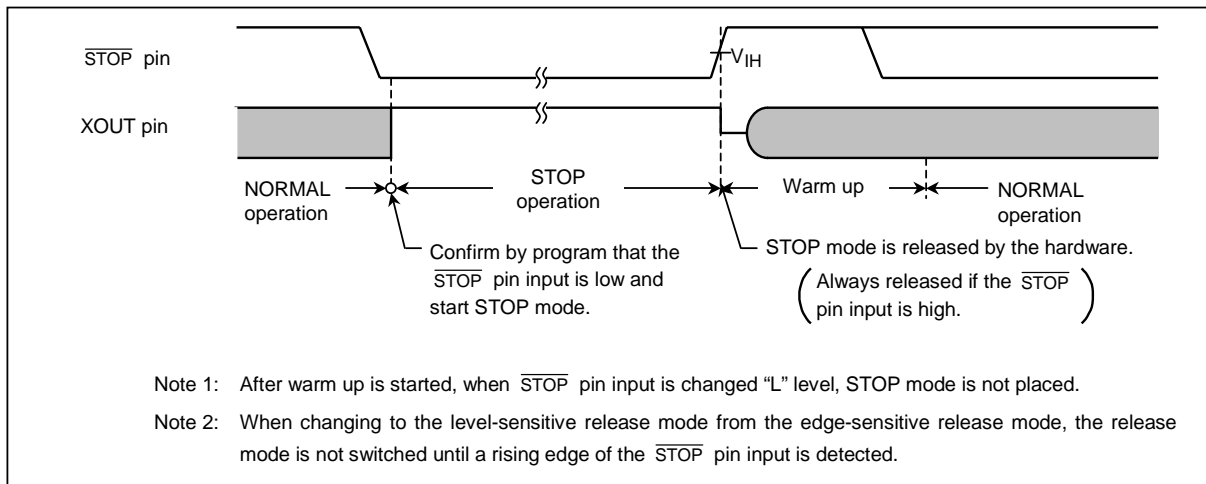 STOP pin
VIH
XOUT pin
NORMAL
operation
STOP
operation
Warm up
NORMAL
operation
Confirm by program that the
STOP pin input is low and
start STOP mode.
STOP mode is released by the hardware.
(Always released if the STOP
pin input is high.)
Note 1: After warm up is started, when STOP pin input is changed “L” level, STOP mode is not placed.
Note 2: When changing to the level-sensitive release mode from the edge-sensitive release mode, the release
mode is not switched until a rising edge of the STOP pin input is detected.